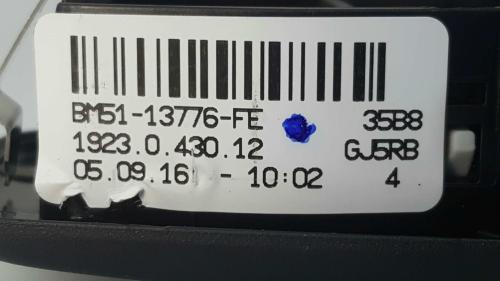 BM51-13776-FE 35B8
1923.0.430.12 GJ5RB
05.09.16 - 10:02 4